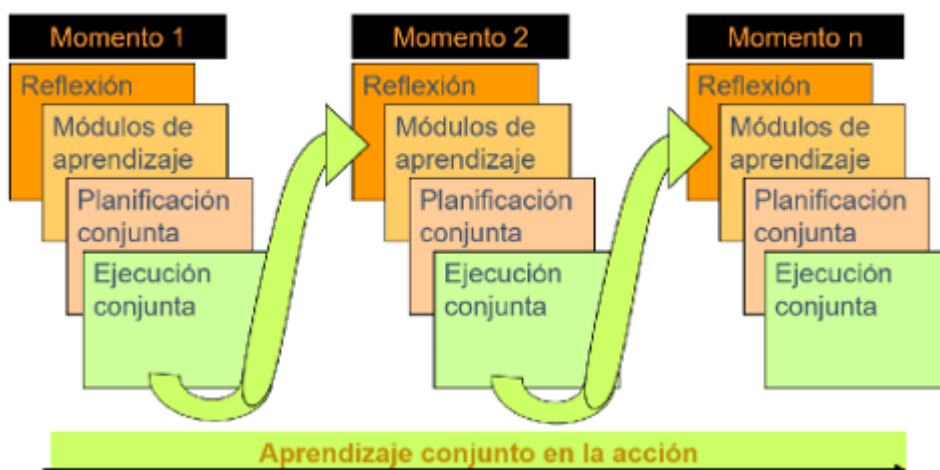 Momento 1
Reflexión
Módulos de
aprendizaje
Planificación
conjunta
Ejecución
conjunta
Momento 2
Reflexión
Módulos de
aprendizaje
Planificación
conjunta
Ejecución
conjunta
Momento n
Reflexión
Módulos de
aprendizaje
Planificación
conjunta
Ejecución
conjunta
Aprendizaje conjunto en la acción